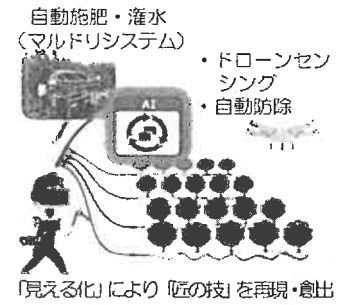 自動施肥・灌水
（マルドリシステム）
・ドローンセン
シング
・自動防除
AI
「見える化」により「匠の技」を再現・創出